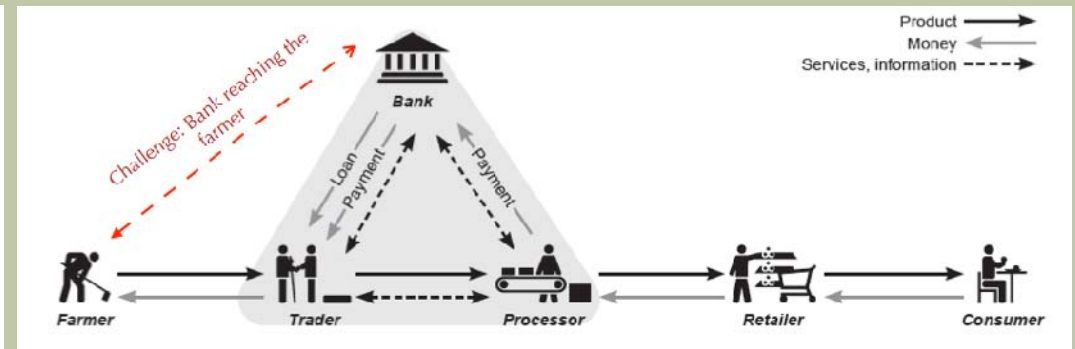 Product
Money
Services, information
Challenge: Bank reaching the
farmer
Bank
Loan
Payment
Payment
Farmer
Trader
Processor
Retailer
Consumer